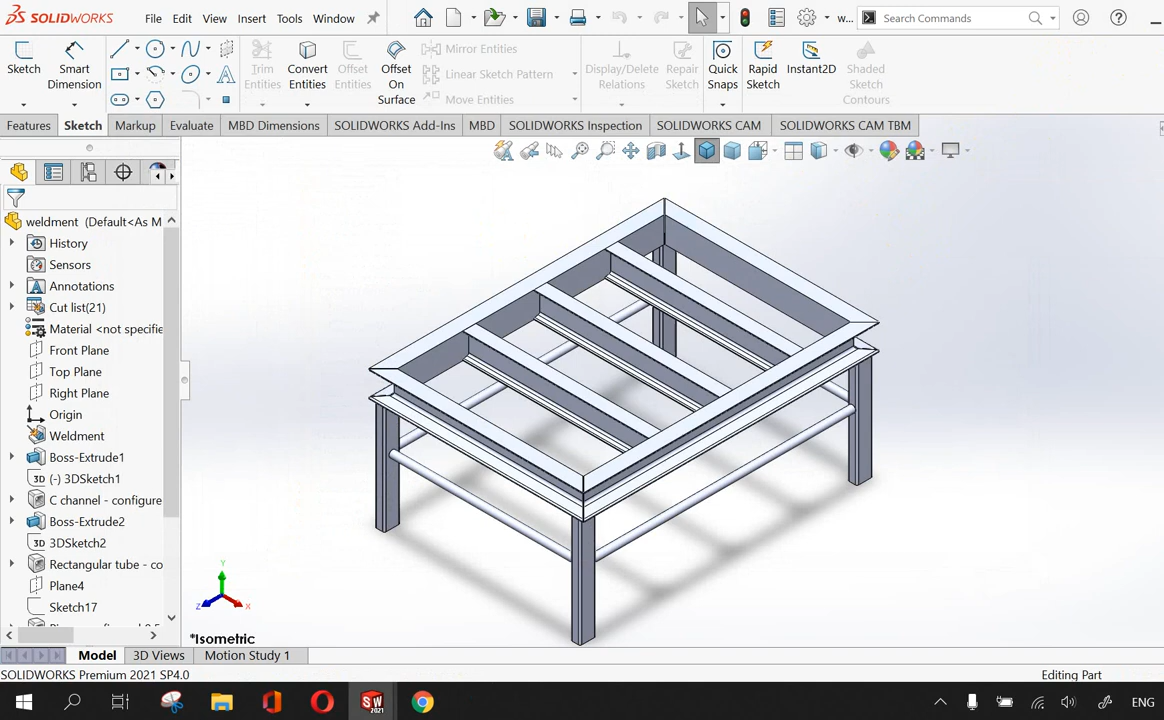 SOLIDWORKS File Edit View Insert Tools Window w... Search Commands
Sketch Smart Dimension Trim Entities Convert Entities Offset Entities Offset On Surface Mirror Entities Linear Sketch Pattern Move Entities Display/Delete Relations Repair Sketch Quick Snaps Rapid Sketch Instant2D Shaded Sketch Contours
Features Sketch Markup Evaluate MBD Dimensions SOLIDWORKS Add-Ins MBD SOLIDWORKS Inspection SOLIDWORKS CAM SOLIDWORKS CAM TBM
weldment (Default<As M
History
Sensors
Annotations
Cut list(21)
Material <not specifie
Front Plane
Top Plane
Right Plane
Origin
Weldment
Boss-Extrude1
3D (-) 3DSketch1
C channel - configure
Boss-Extrude2
3D 3DSketch2
Rectangular tube - co
Plane4
Sketch17
Y
Z X
*Isometric
Model 3D Views Motion Study 1
SOLIDWORKS Premium 2021 SP4.0 Editing Part
SW 2021 ENG